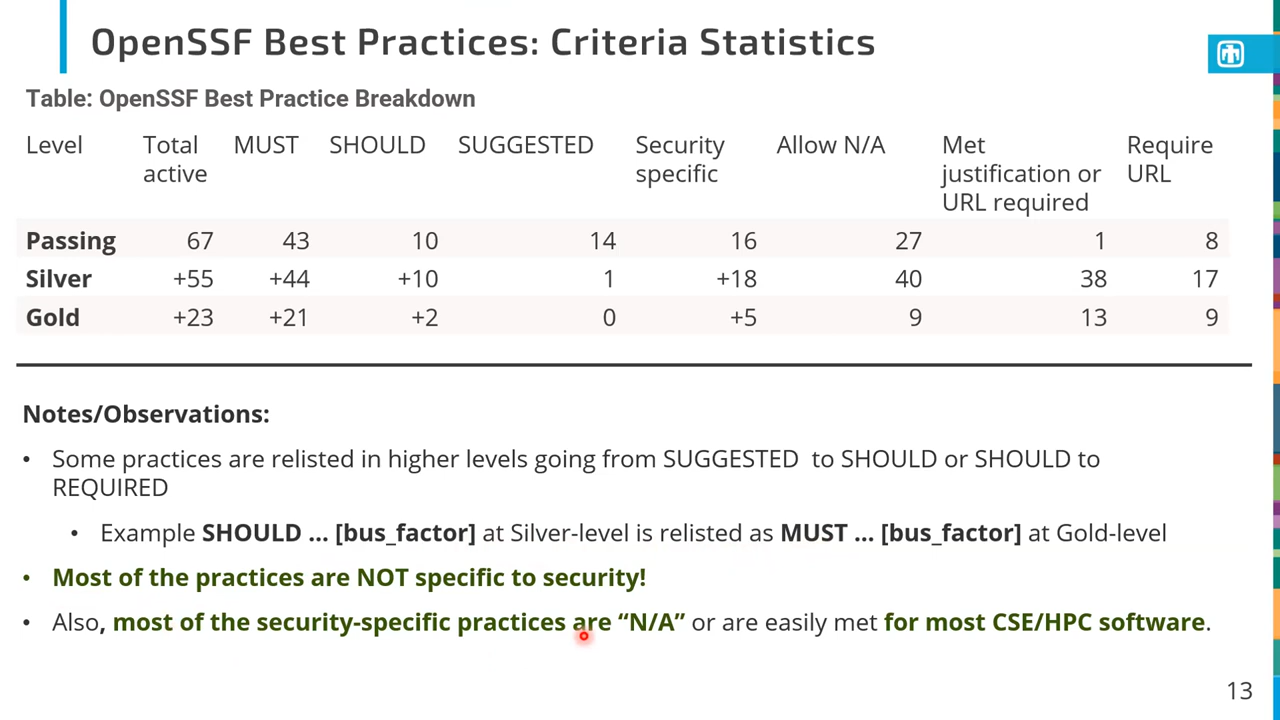 OpenSSF Best Practices: Criteria Statistics
Table: OpenSSF Best Practice Breakdown
Level Total active MUST SHOULD SUGGESTED Security specific Allow N/A Met justification or URL required Require URL
Passing 67 43 10 14 16 27 1 8
Silver +55 +44 +10 1 +18 40 38 17
Gold +23 +21 +2 0 +5 9 13 9
Notes/Observations:
• Some practices are relisted in higher levels going from SUGGESTED to SHOULD or SHOULD to
REQUIRED
• Example SHOULD ... [bus_factor] at Silver-level is relisted as MUST ... [bus_factor] at Gold-level
• Most of the practices are NOT specific to security!
• Also, most of the security-specific practices are “N/A” or are easily met for most CSE/HPC software.
13